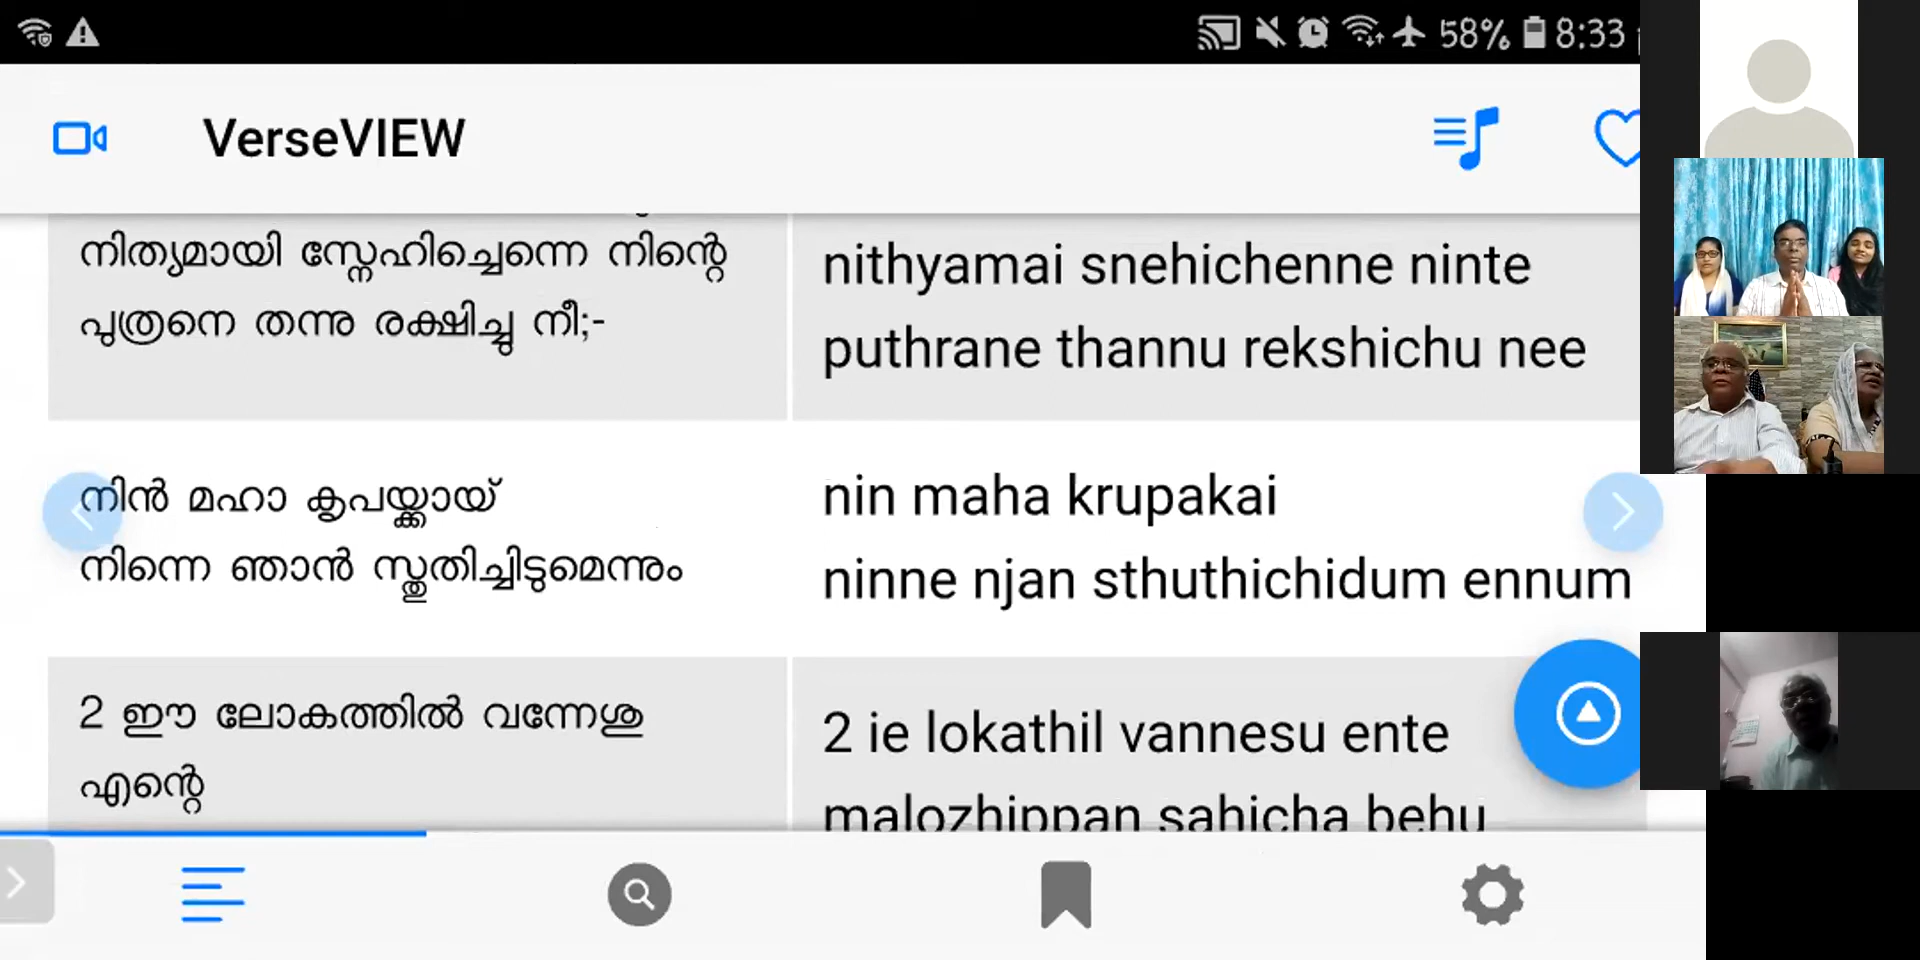 58% 8:33
VerseVIEW
നിത്യമായി സ്നേഹിച്ചെന്നെ നിന്റെ
പുത്രനെ തന്നു രക്ഷിച്ചു നീ;-
nithyamai snehichenne ninte
puthrane thannu rekshichu nee
നിൻ മഹാ കൃപയ്ക്കായ്
നിന്നെ ഞാൻ സ്തുതിച്ചിടുമെന്നും
nin maha krupakai
ninne njan sthuthichidum ennum
2 ഈ ലോകത്തിൽ വന്നേശു
എന്റെ
2 ie lokathil vannesu ente
malozhippan sahicha behu